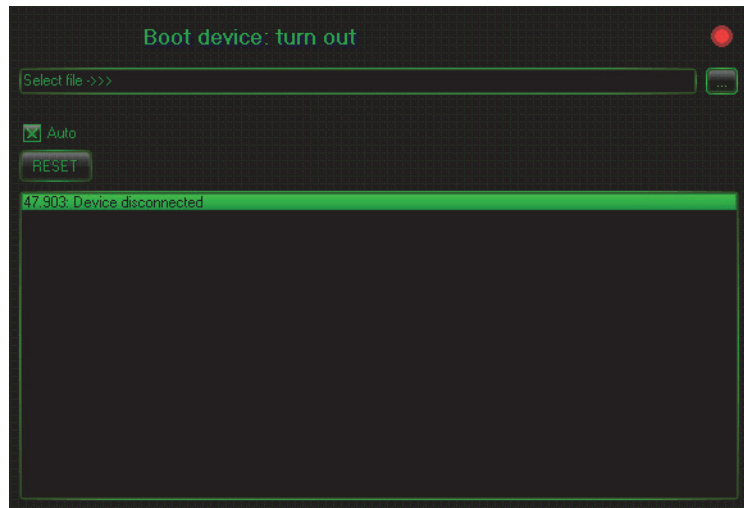 Boot device: turn out
Select file ->>>
...
Auto
RESET
47.903: Device disconnected